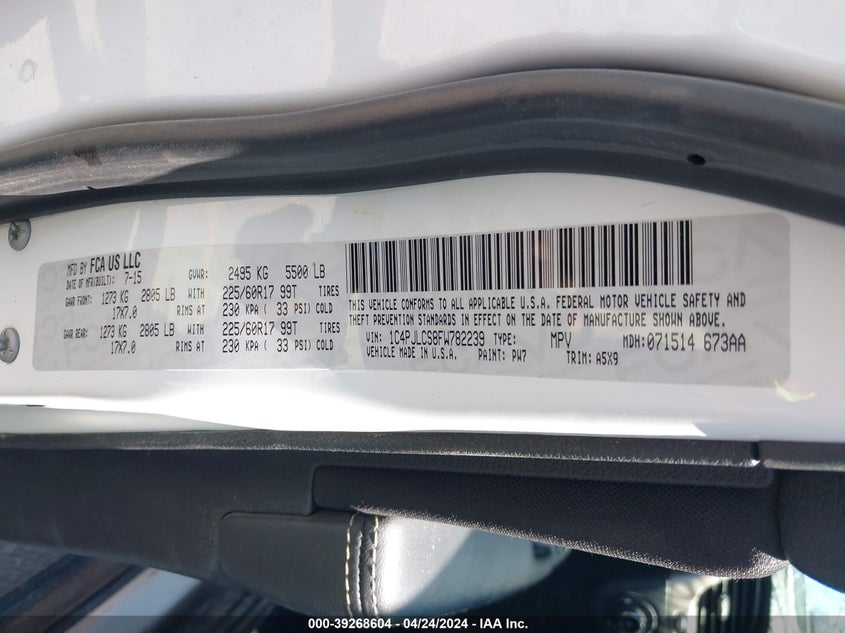 MFD BY FCA US LLC
DATE OF MFR(BUILT): 7-15 GVWR: 2495 KG 5500 LB
GAWR FRONT: 1273 KG 2805 LB WITH 225/60R17 99T TIRES
17X7.0 RIMS AT 230 KPA ( 33 PSI) COLD
GAWR REAR: 1273 KG 2805 LB WITH 225/60R17 99T TIRES
17X7.0 RIMS AT 230 KPA ( 33 PSI) COLD
THIS VEHICLE CONFORMS TO ALL APPLICABLE U.S.A. FEDERAL MOTOR VEHICLE SAFETY AND
THEFT PREVENTION STANDARDS IN EFFECT ON THE DATE OF MANUFACTURE SHOWN ABOVE.
VIN: 1C4PJLCS8FW782239 TYPE: MPV MDH: 071514 673AA
VEHICLE MADE IN U.S.A. PAINT: PW7 TRIM: A5X9
000-39268604 - 04/24/2024 - IAA Inc.